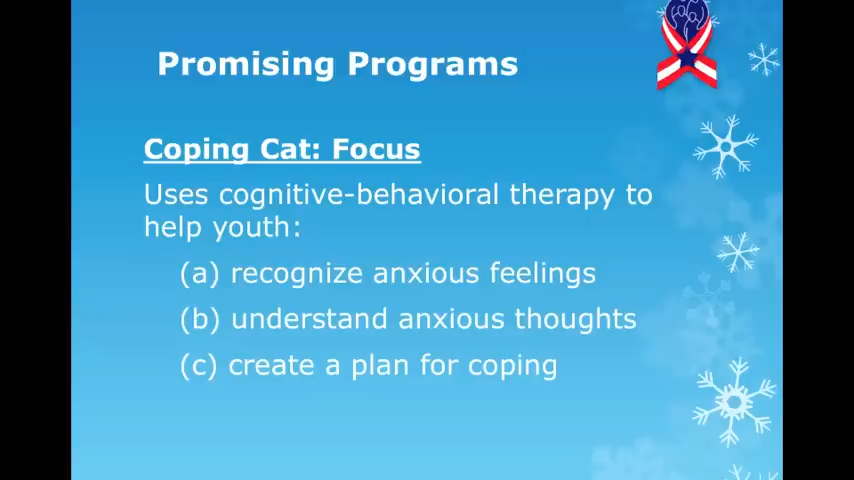 Promising Programs
Coping Cat: Focus
Uses cognitive-behavioral therapy to
help youth:
(a) recognize anxious feelings
(b) understand anxious thoughts
(c) create a plan for coping